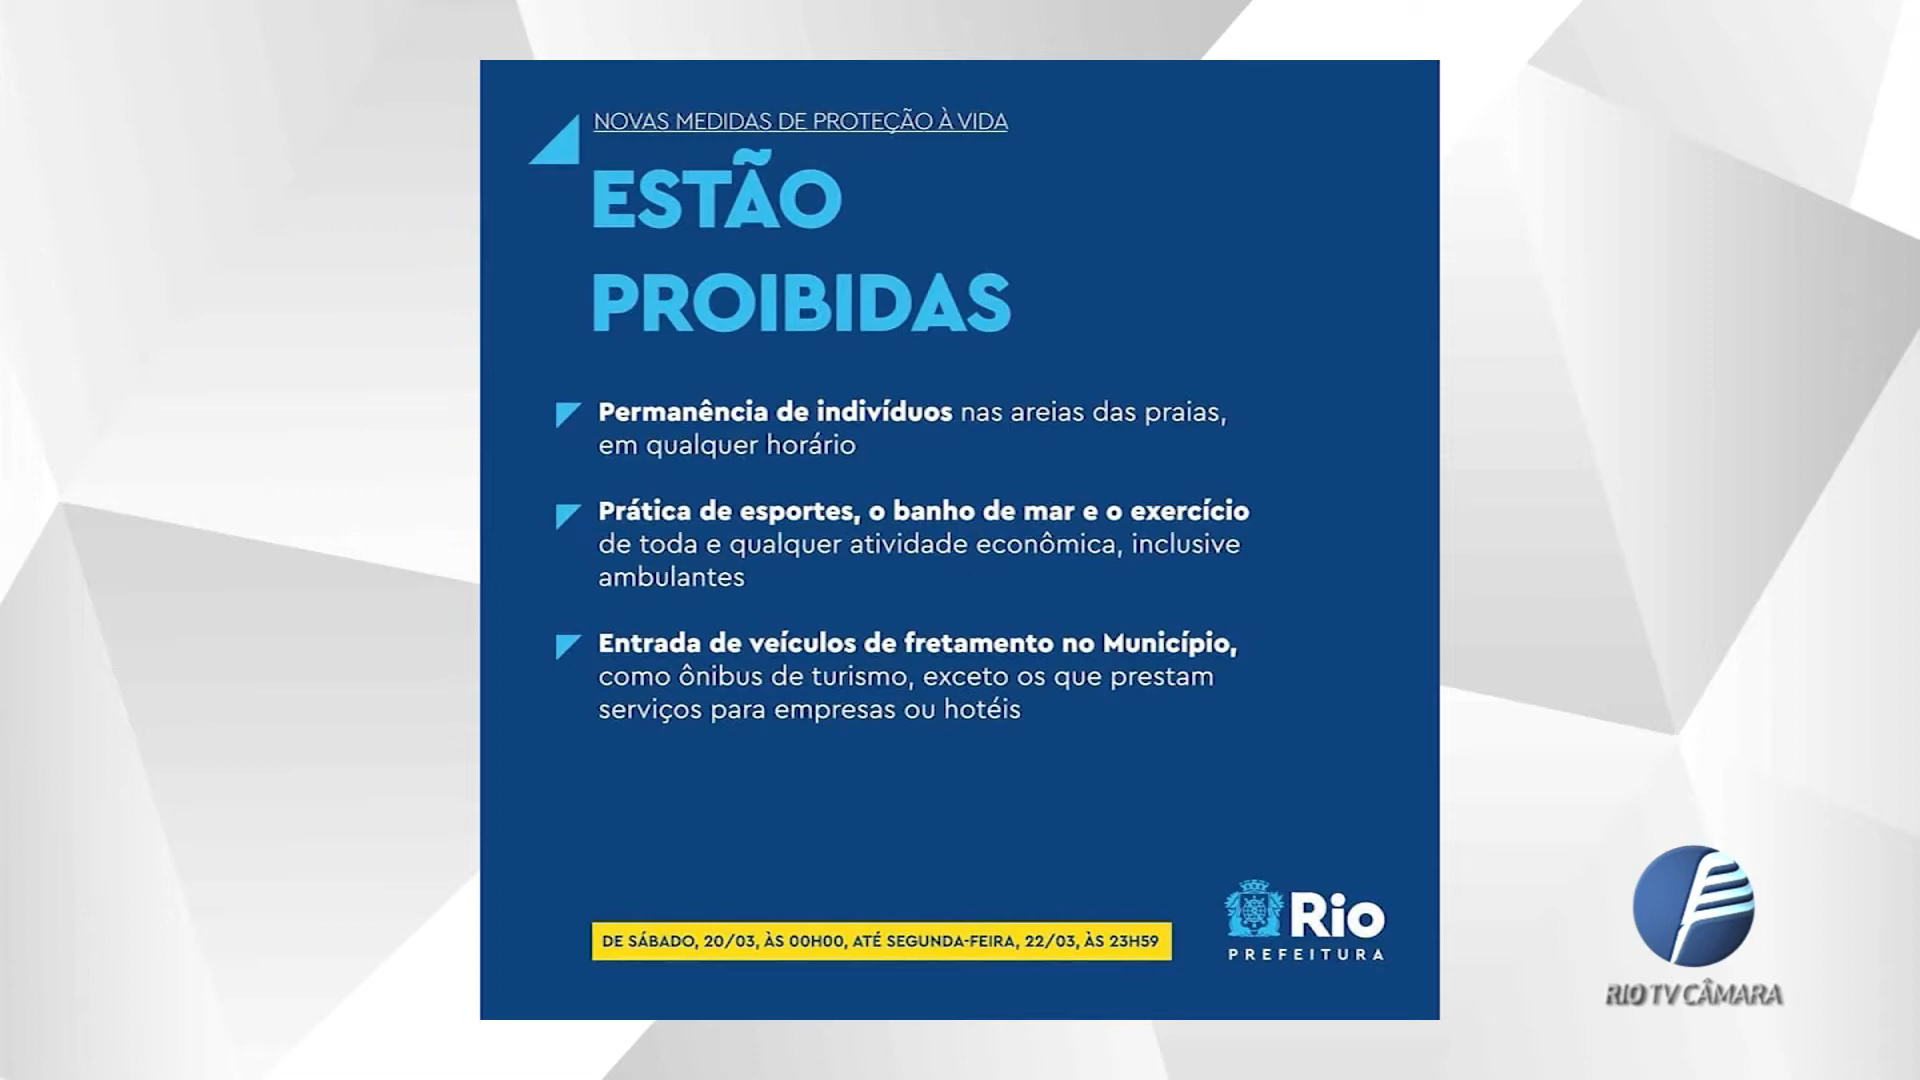 NOVAS MEDIDAS DE PROTEÇÃO À VIDA
ESTÃO
PROIBIDAS
Permanência de indivíduos nas areias das praias,
em qualquer horário
Prática de esportes, o banho de mar e o exercício
de toda e qualquer atividade econômica, inclusive
ambulantes
Entrada de veículos de fretamento no Município,
como ônibus de turismo, exceto os que prestam
serviços para empresas ou hotéis
DE SÁBADO, 20/03, ÀS 00H00, ATÉ SEGUNDA-FEIRA, 22/03, ÀS 23H59
Rio
PREFEITURA
RIO TV CÂMARA